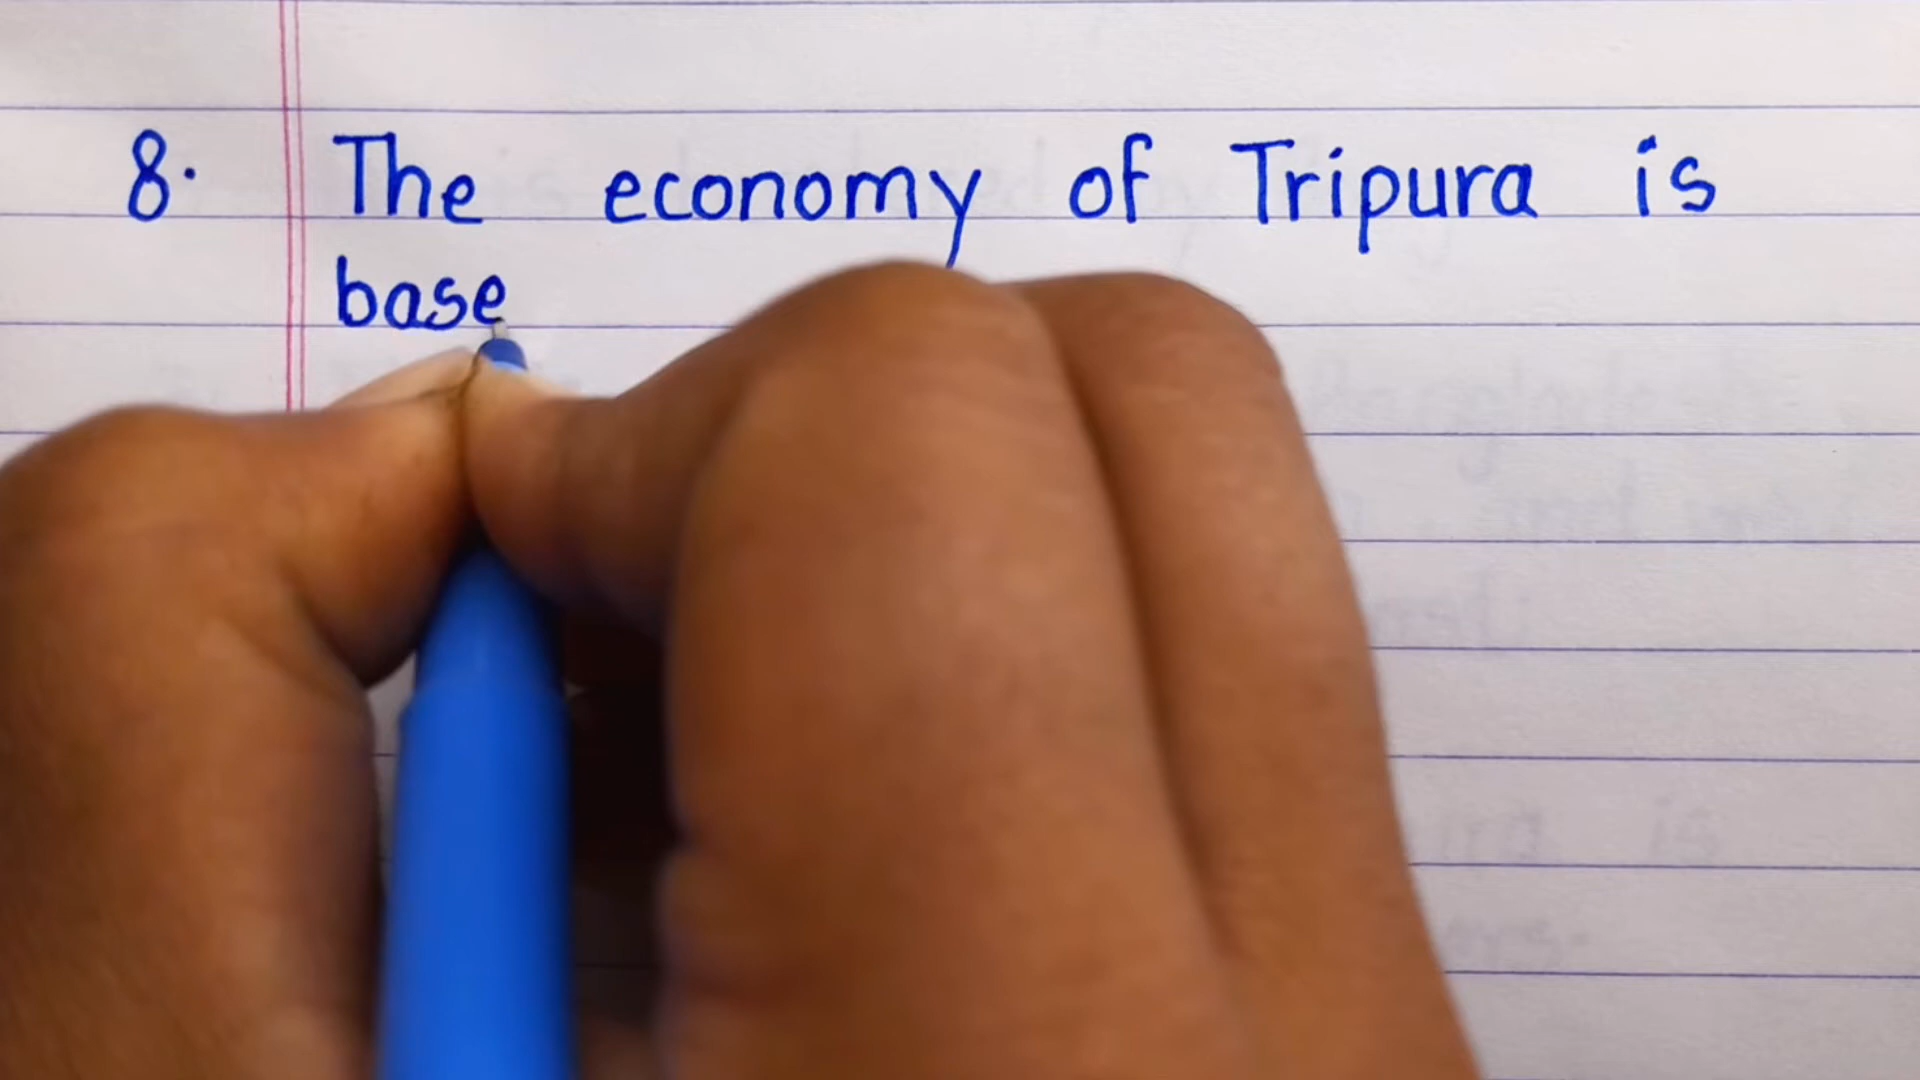 8. The economy of Tripura is
base